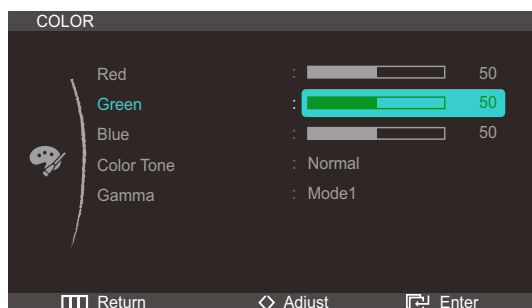 COLOR
Red : 50
Green : 50
Blue : 50
Color Tone : Normal
Gamma : Mode1
Return Adjust Enter